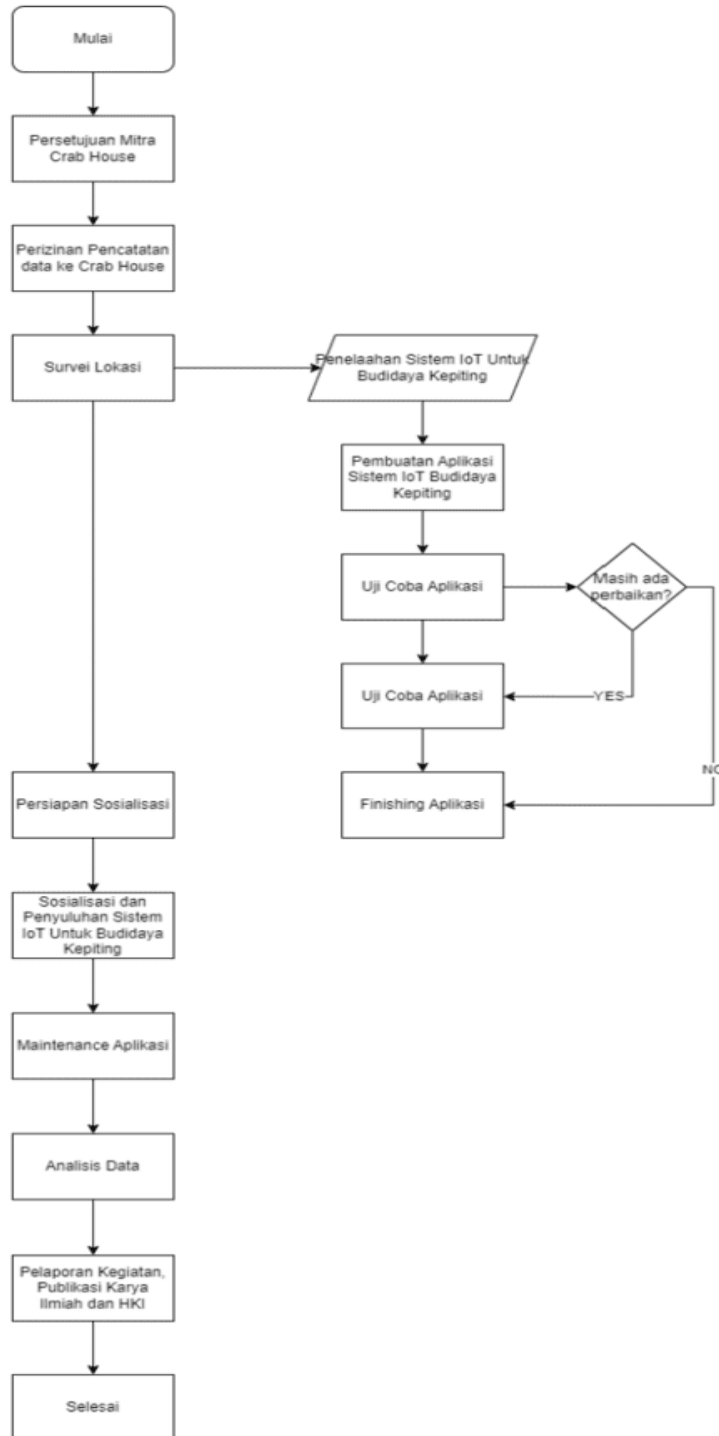 Mulai
Persetujuan Mitra
Crab House
Perizinan Pencatatan
data ke Crab House
Survei Lokasi
Penelaahan Sistem IoT Untuk
Budidaya Kepiting
Pembuatan Aplikasi
Sistem IoT Budidaya
Kepiting
Uji Coba Aplikasi
Masih ada
perbaikan?
Uji Coba Aplikasi
YES
NO
Persiapan Sosialisasi
Finishing Aplikasi
Sosialisasi dan
Penyuluhan Sistem
IoT Untuk Budidaya
Kepiting
Maintenance Aplikasi
Analisis Data
Pelaporan Kegiatan,
Publikasi Karya
Ilmiah dan HKI
Selesai